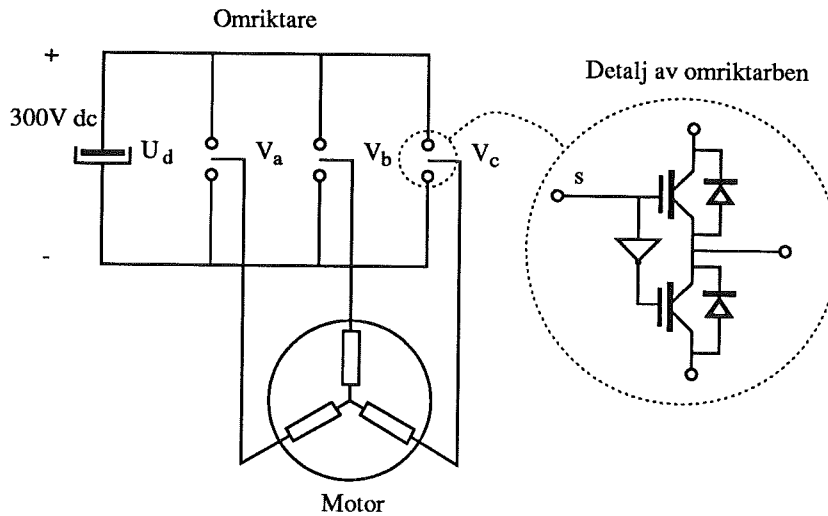 Omriktare
+
Detalj av omriktarben
300V dc
U_d
V_a
V_b
V_c
s
-
Motor